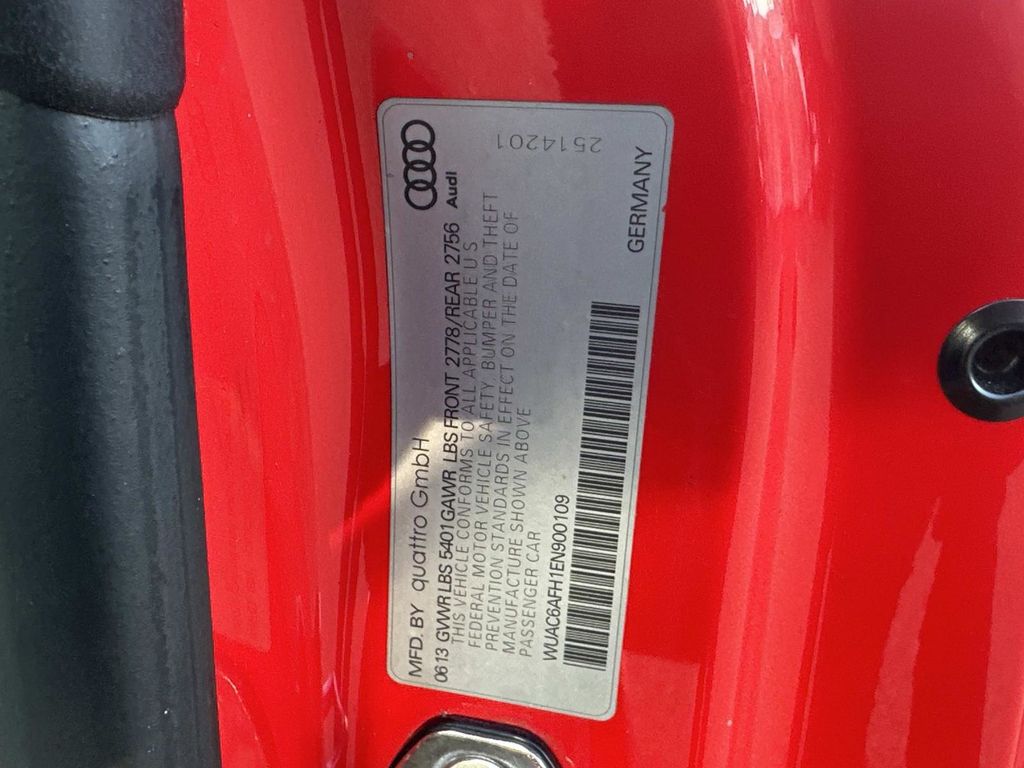 MFD. BY quattro GmbH
Audi
0613 GVWR LBS 5401 GAWR LBS FRONT 2778/REAR 2756
THIS VEHICLE CONFORMS TO ALL APPLICABLE U S
FEDERAL MOTOR VEHICLE SAFETY, BUMPER AND THEFT
PREVENTION STANDARDS IN EFFECT ON THE DATE OF
MANUFACTURE SHOWN ABOVE
PASSENGER CAR
WUAC6AFH1EN900109
GERMANY
2514201